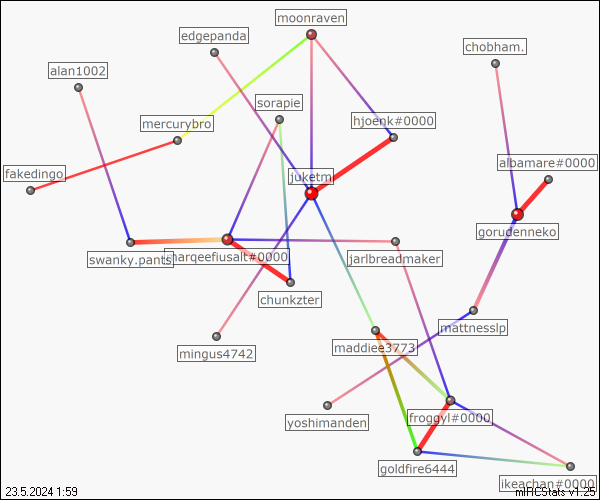 moonraven
edgepanda
chobham.
alan1002
sorapie
hjoenk#0000
mercurybro
albamare#0000
fakedingo
juketm
gorudenneko
swanky.pants
sharqeefiusalt#0000
jarlbreadmaker
chunkzter
mattnesslp
mingus4742
maddiee3773
froggyl#0000
yoshimanden
goldfire6444
ikeachan#0000
23.5.2024 1:59
mIRCStats v1.25